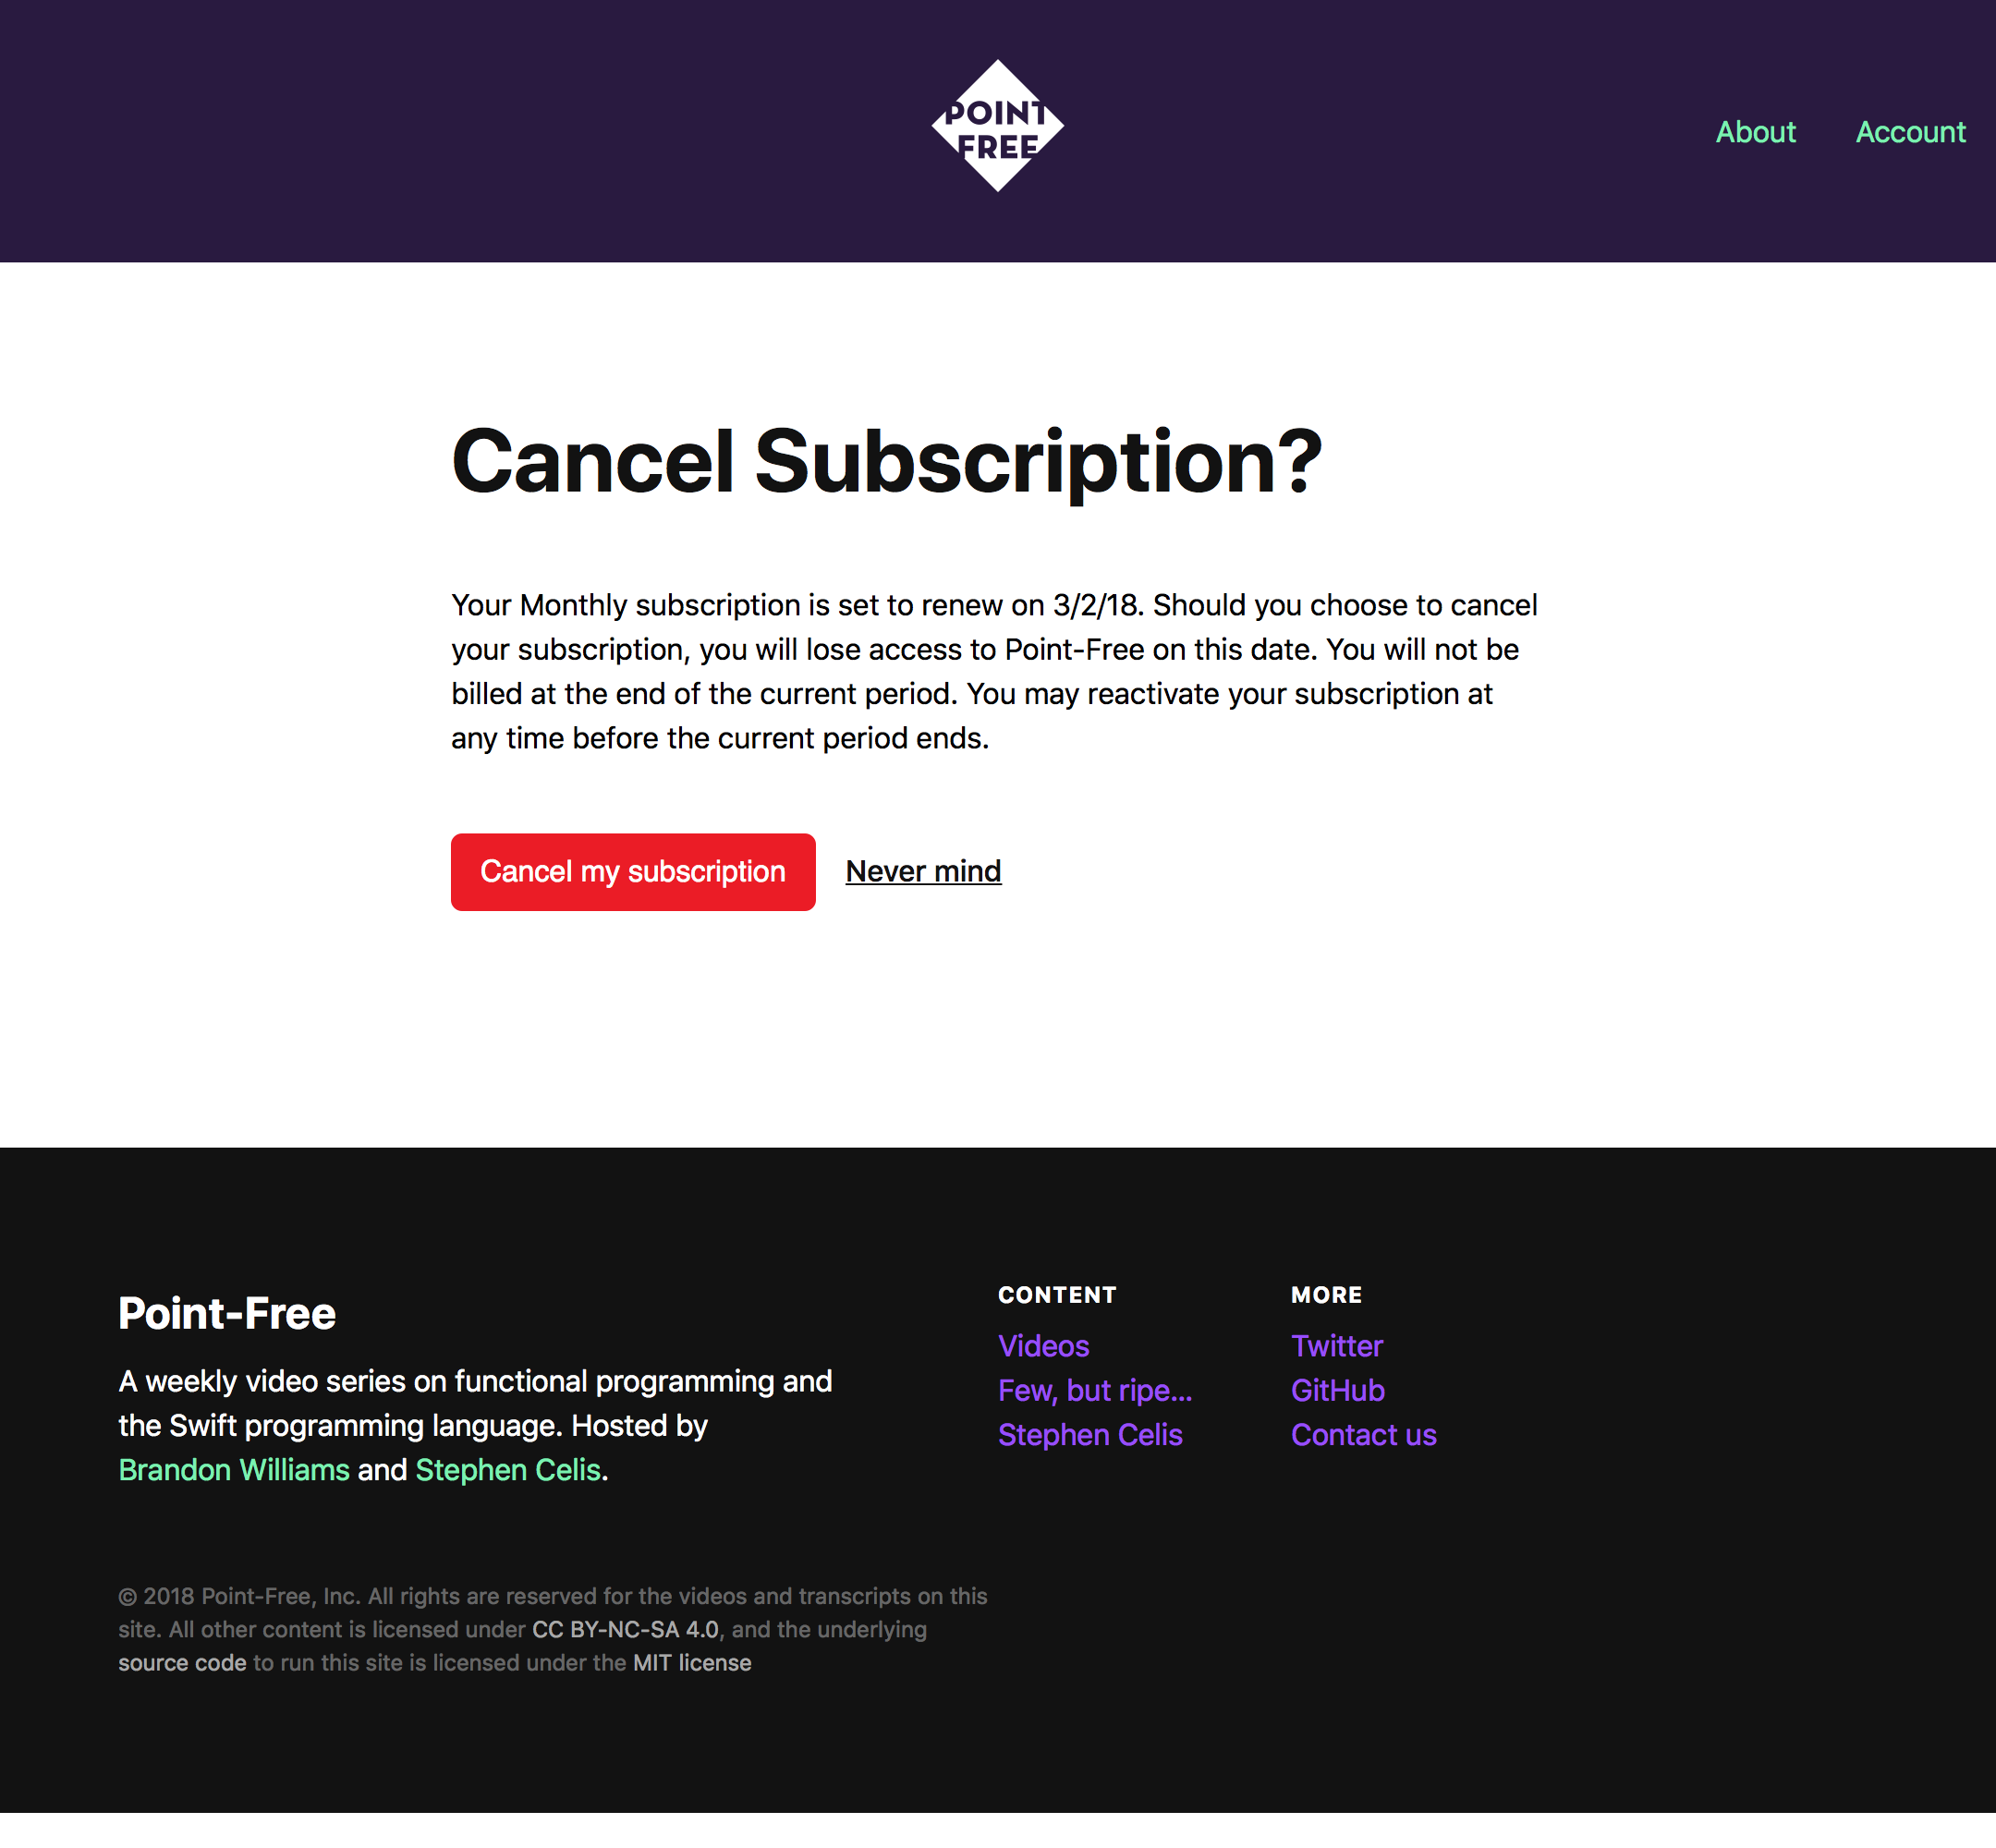 POINT
FREE
About
Account
Cancel Subscription?
Your Monthly subscription is set to renew on 3/2/18. Should you choose to cancel
your subscription, you will lose access to Point-Free on this date. You will not be
billed at the end of the current period. You may reactivate your subscription at
any time before the current period ends.
Cancel my subscription
Never mind
Point-Free
A weekly video series on functional programming and
the Swift programming language. Hosted by
Brandon Williams and Stephen Celis.
CONTENT
Videos
Few, but ripe...
Stephen Celis
MORE
Twitter
GitHub
Contact us
© 2018 Point-Free, Inc. All rights are reserved for the videos and transcripts on this
site. All other content is licensed under CC BY-NC-SA 4.0, and the underlying
source code to run this site is licensed under the MIT license